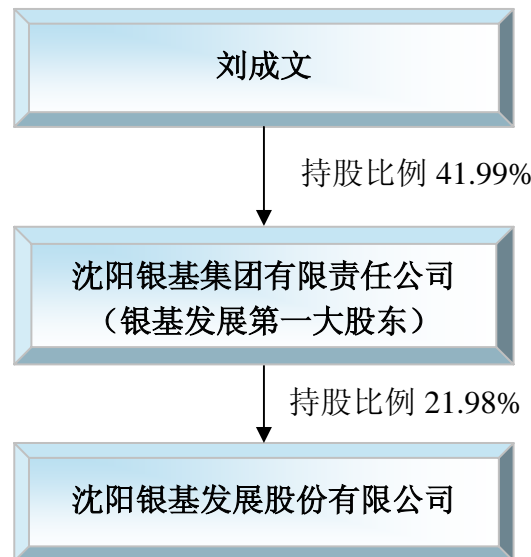 刘成文
持股比例 41.99%
沈阳银基集团有限责任公司
（银基发展第一大股东）
持股比例 21.98%
沈阳银基发展股份有限公司